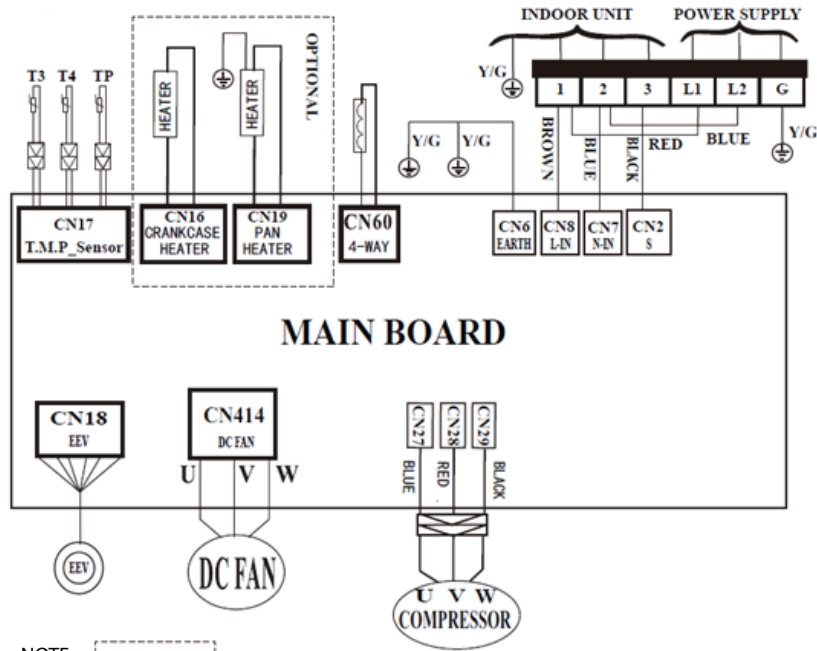 INDOOR UNIT
POWER SUPPLY
T3 T4 TP
HEATER
HEATER
OPTIONAL
Y/G
1 2 3 L1 L2 G
Y/G
Y/G
Y/G
BROWN
BLUE
BLACK
RED
BLUE
CN17
T.M.P_Sensor
CN16
CRANKCASE
HEATER
CN19
PAN
HEATER
CN60
4-WAY
CN6
EARTH
CN8
L-IN
CN7
N-IN
CN2
S
MAIN BOARD
CN18
EEV
CN414
DC FAN
CN27
CN28
CN29
U V W
BLUE
RED
BLACK
EEV
DC FAN
U V W
COMPRESSOR